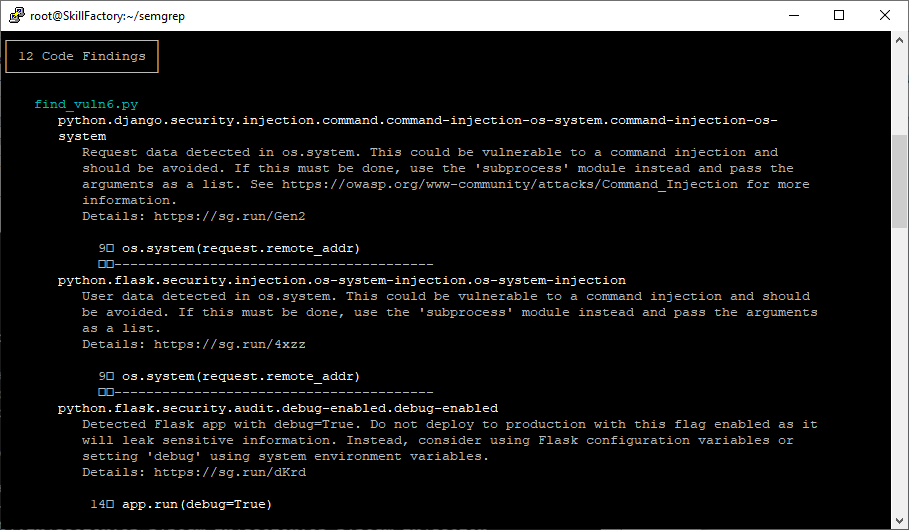 root@SkillFactory:~/semgrep
12 Code Findings
find_vuln6.py
python.django.security.injection.command.command-injection-os-system.command-injection-os-
system
Request data detected in os.system. This could be vulnerable to a command injection and
should be avoided. If this must be done, use the 'subprocess' module instead and pass the
arguments as a list. See https://owasp.org/www-community/attacks/Command_Injection for more
information.
Details: https://sg.run/Gen2
9 os.system(request.remote_addr)
----------------------------------------
python.flask.security.injection.os-system-injection.os-system-injection
User data detected in os.system. This could be vulnerable to a command injection and should
be avoided. If this must be done, use the 'subprocess' module instead and pass the arguments
as a list.
Details: https://sg.run/4xzz
9 os.system(request.remote_addr)
----------------------------------------
python.flask.security.audit.debug-enabled.debug-enabled
Detected Flask app with debug=True. Do not deploy to production with this flag enabled as it
will leak sensitive information. Instead, consider using Flask configuration variables or
setting 'debug' using system environment variables.
Details: https://sg.run/dKrd
14 app.run(debug=True)